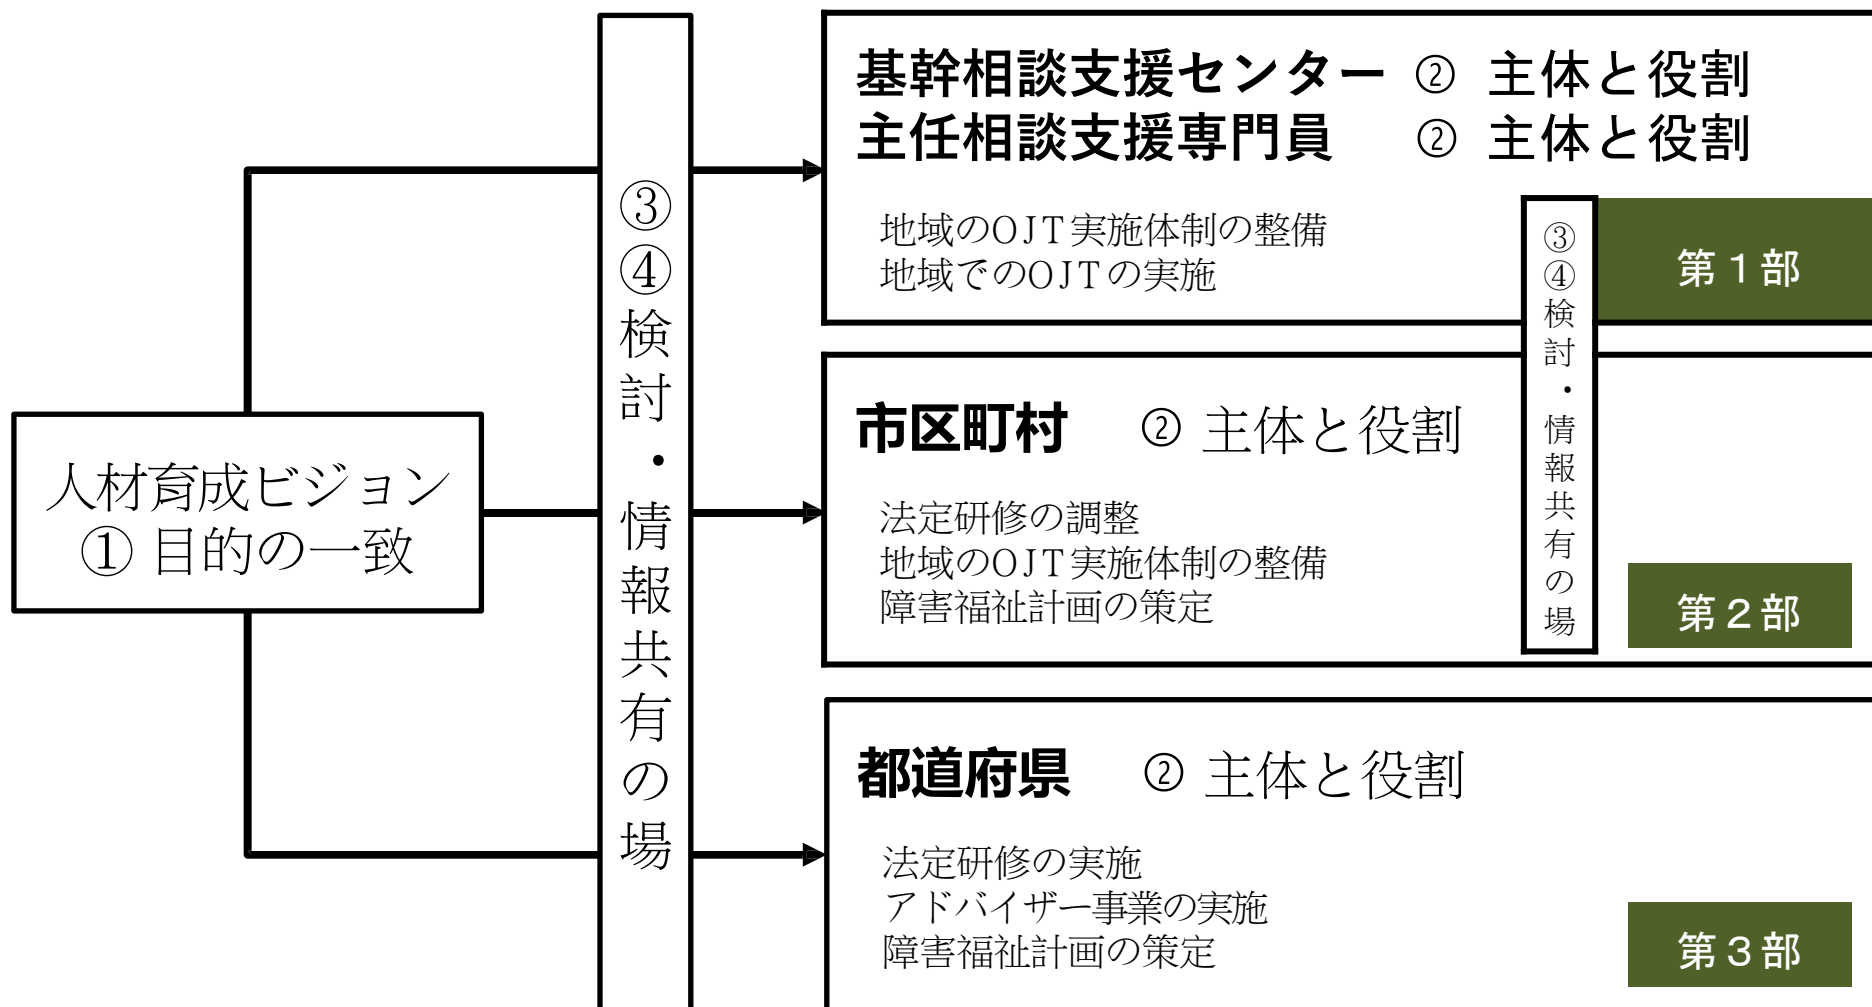 人材育成ビジョン
① 目的の一致
③④検討・情報共有の場
基幹相談支援センター ② 主体と役割
主任相談支援専門員 ② 主体と役割
地域のOJT実施体制の整備
地域でのOJTの実施
第1部
③④検討・情報共有の場
市区町村 ② 主体と役割
法定研修の調整
地域のOJT実施体制の整備
障害福祉計画の策定
第2部
都道府県 ② 主体と役割
法定研修の実施
アドバイザー事業の実施
障害福祉計画の策定
第3部